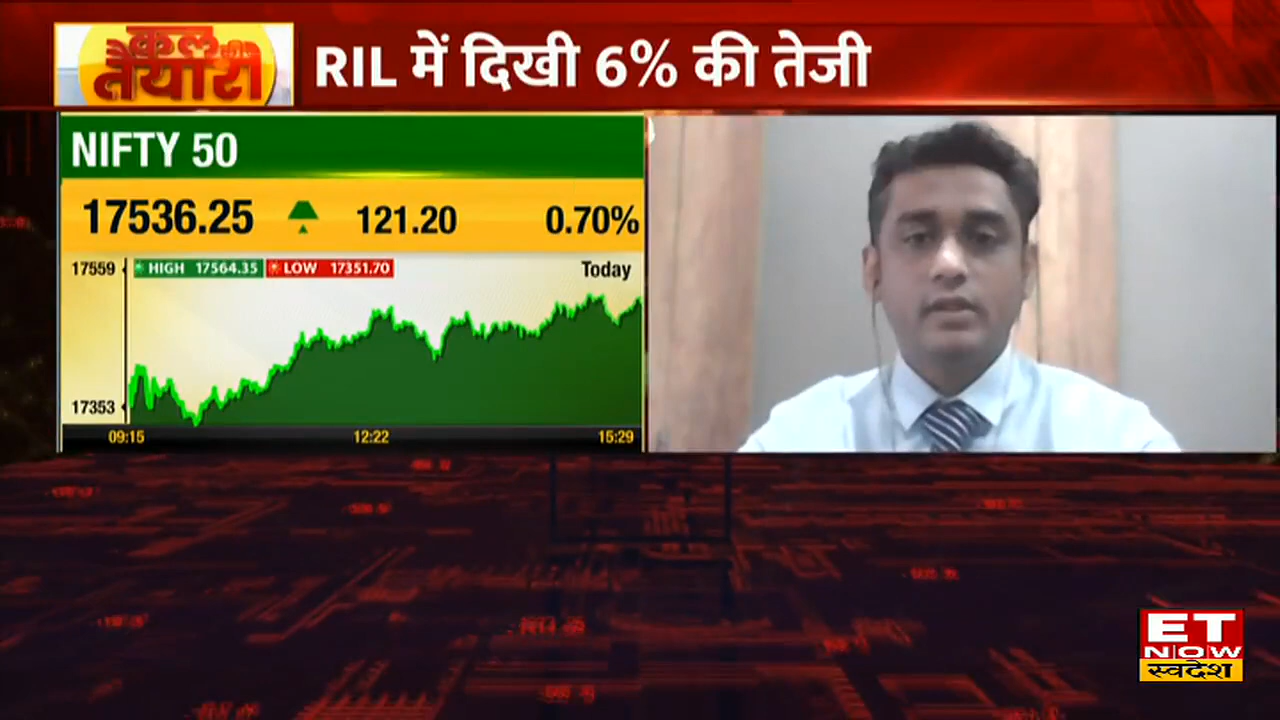 कल की
तैयारी
RIL में दिखी 6% की तेजी
NIFTY 50
17536.25 121.20 0.70%
17559 HIGH 17564.35 LOW 17351.70 Today
17353
09:15 12:22 15:29
ET
NOW
स्वदेश